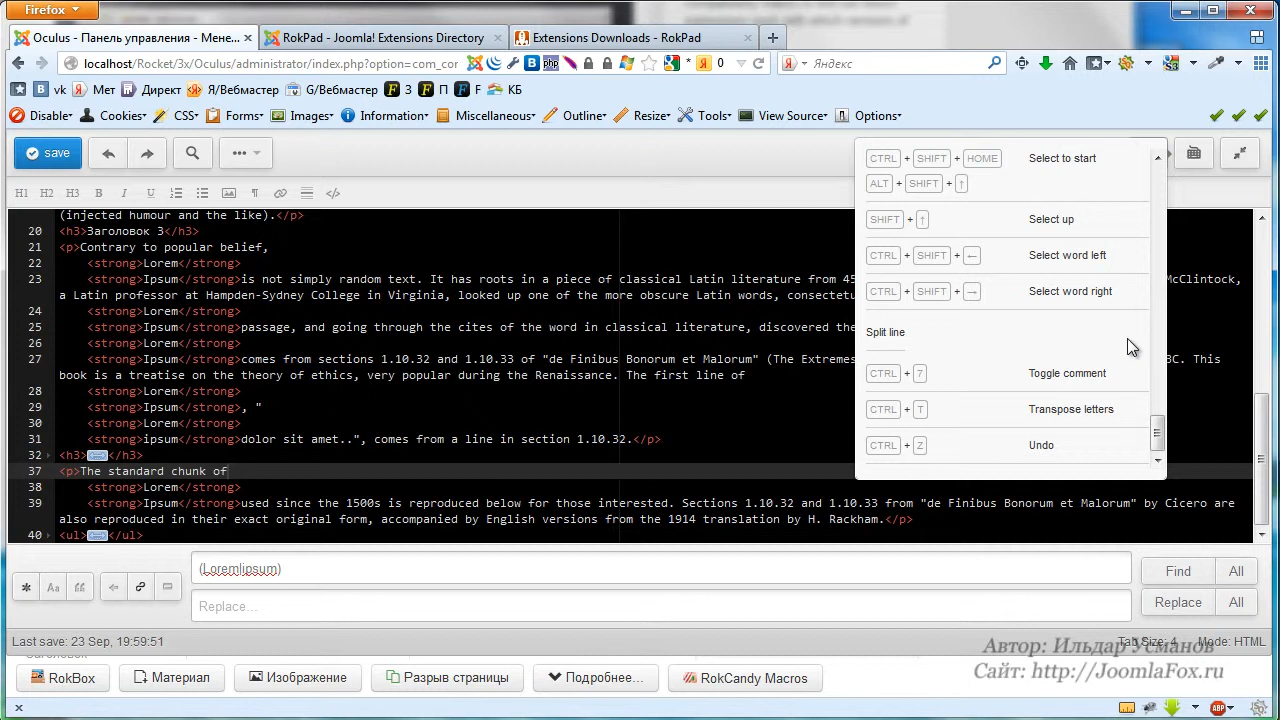 Firefox
Oculus - Панель управления - Мене...
RokPad - Joomla! Extensions Directory
Extensions Downloads - RokPad
localhost/Rocket/3x/Oculus/administrator/index.php?option=com_cor
php
0
Яндекс
vk
Мет
Директ
Я/Вебмастер
G/Вебмастер
З
П
F
КБ
Disable
Cookies
CSS
Forms
Images
Information
Miscellaneous
Outline
Resize
Tools
View Source
Options
save
H1 H2 H3 B I U
CTRL + SHIFT + HOME Select to start
ALT + SHIFT + ↑
SHIFT + ↑ Select up
CTRL + SHIFT + ← Select word left
CTRL + SHIFT + → Select word right
Split line
CTRL + 7 Toggle comment
CTRL + T Transpose letters
CTRL + Z Undo
(injected humour and the like).</p>
20 <h3>Заголовок 3</h3>
21 <p>Contrary to popular belief,
22 <strong>Lorem</strong>
23 <strong>Ipsum</strong>is not simply random text. It has roots in a piece of classical Latin literature from 45 McClintock,
a Latin professor at Hampden-Sydney College in Virginia, looked up one of the more obscure Latin words, consectetu
24 <strong>Lorem</strong>
25 <strong>Ipsum</strong>passage, and going through the cites of the word in classical literature, discovered the
26 <strong>Lorem</strong>
27 <strong>Ipsum</strong>comes from sections 1.10.32 and 1.10.33 of "de Finibus Bonorum et Malorum" (The Extremes BC. This
book is a treatise on the theory of ethics, very popular during the Renaissance. The first line of
28 <strong>Lorem</strong>
29 <strong>Ipsum</strong>, "
30 <strong>Lorem</strong>
31 <strong>ipsum</strong>dolor sit amet..", comes from a line in section 1.10.32.</p>
32 <h3></h3>
37 <p>The standard chunk of
38 <strong>Lorem</strong>
39 <strong>Ipsum</strong>used since the 1500s is reproduced below for those interested. Sections 1.10.32 and 1.10.33 from "de Finibus Bonorum et Malorum" by Cicero are
also reproduced in their exact original form, accompanied by English versions from the 1914 translation by H. Rackham.</p>
40 <ul></ul>
(Lorem|ipsum)
Find All
Aa
Replace...
Replace All
Last save: 23 Sep, 19:59:51
Tab Size: 4 Mode: HTML
Автор: Ильдар Усманов
Сайт: http://JoomlaFox.ru
RokBox
Материал
Изображение
Разрыв страницы
Подробнее...
RokCandy Macros
ABP